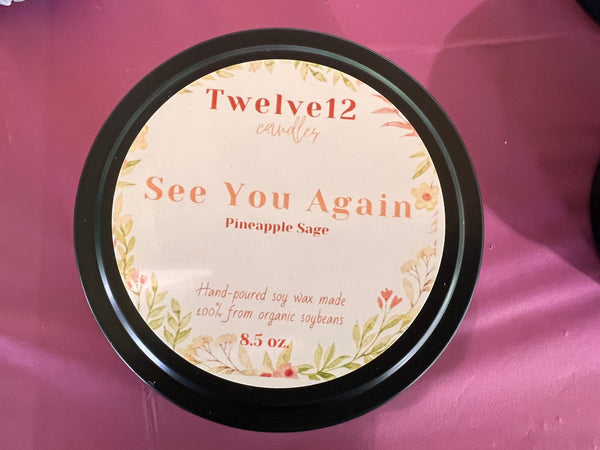 Twelve12
candles
See You Again
Pineapple Sage
Hand-poured soy wax made
100% from organic soybeans
8.5 oz.